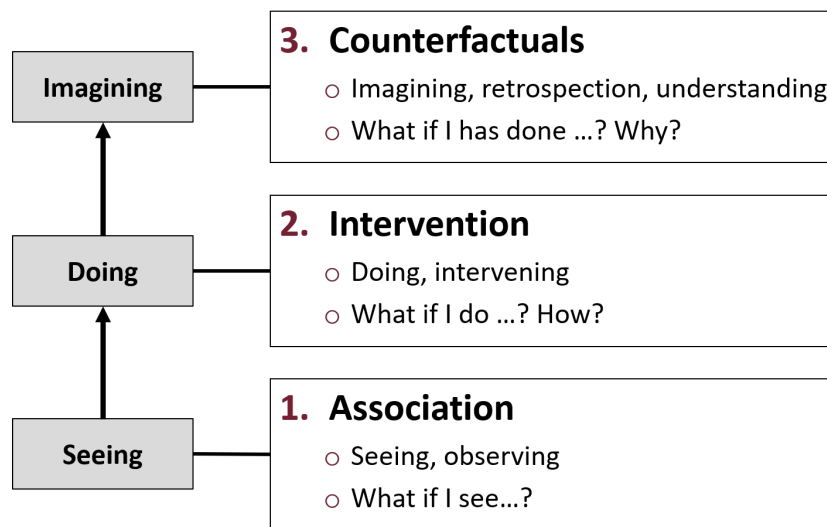 3. Counterfactuals
Imagining
○ Imagining, retrospection, understanding
○ What if I has done …? Why?
2. Intervention
Doing
○ Doing, intervening
○ What if I do …? How?
1. Association
Seeing
○ Seeing, observing
○ What if I see…?